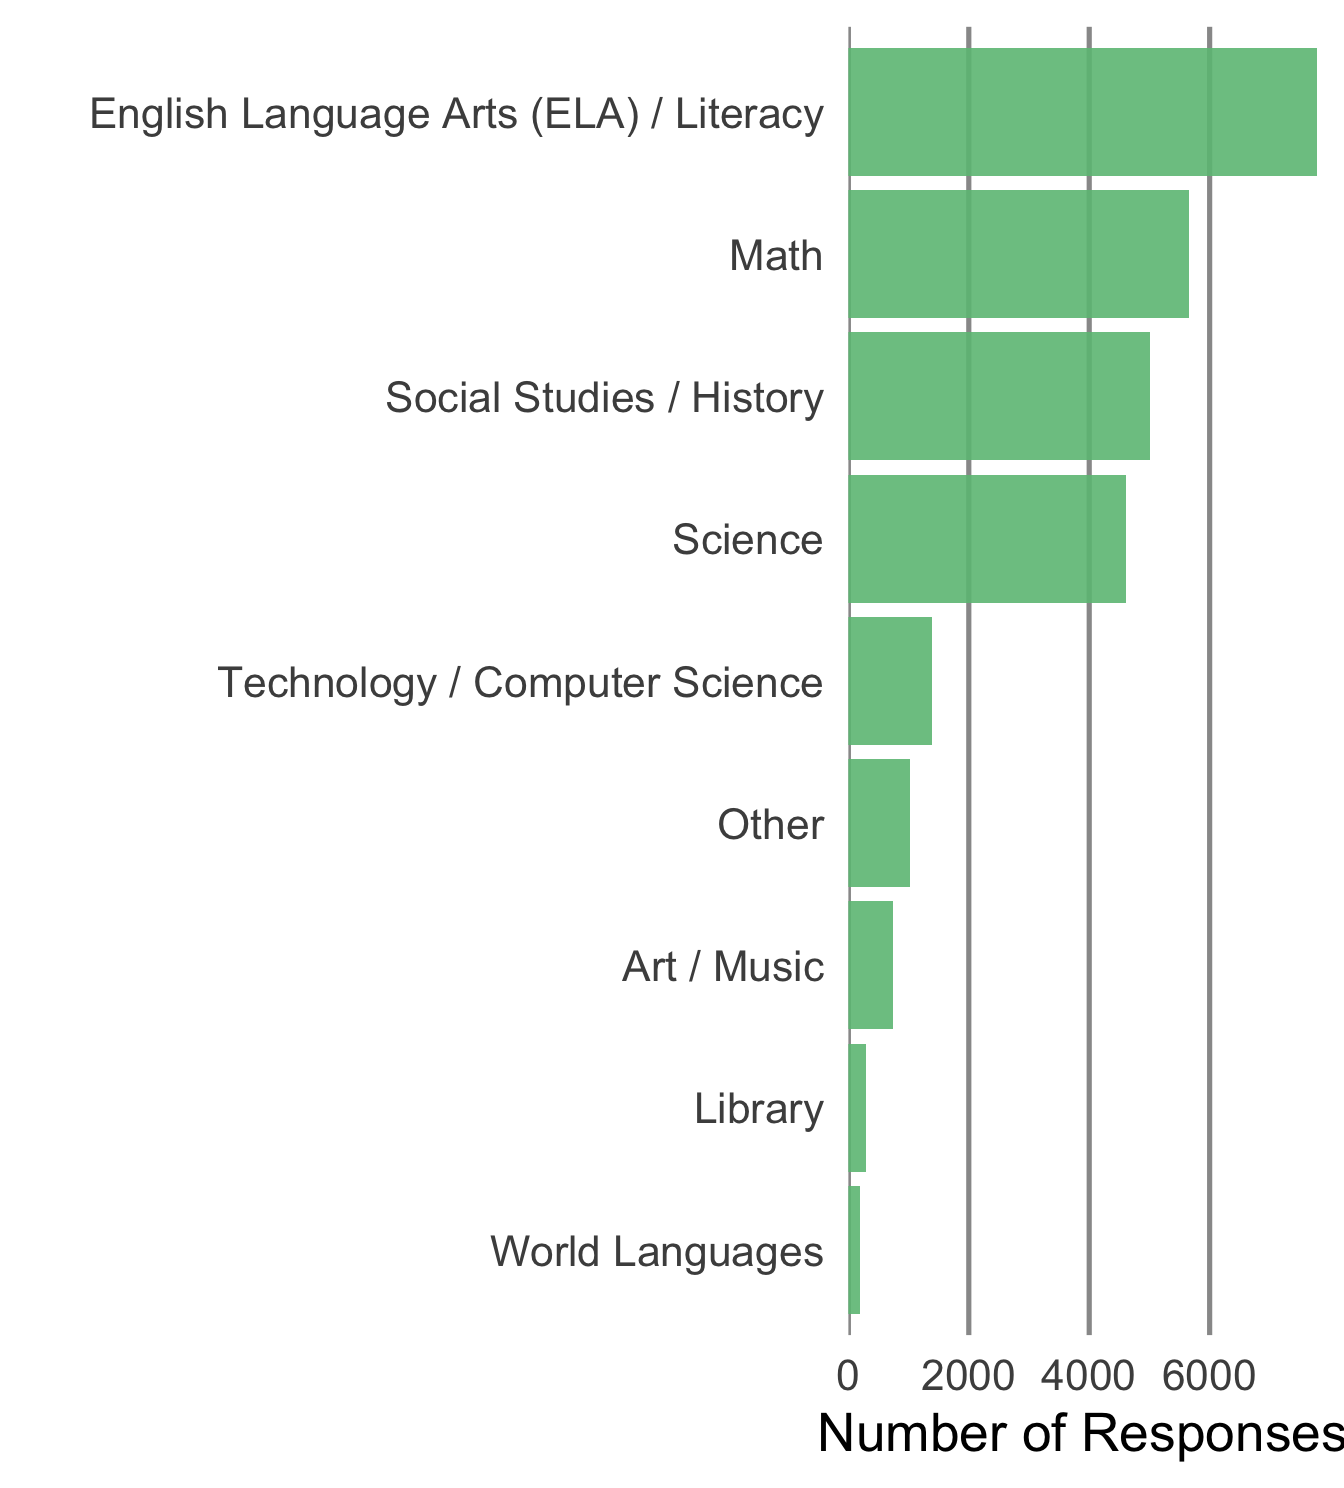 English Language Arts (ELA) / Literacy
Math
Social Studies / History
Science
Technology / Computer Science
Other
Art / Music
Library
World Languages
0 2000 4000 6000
Number of Responses